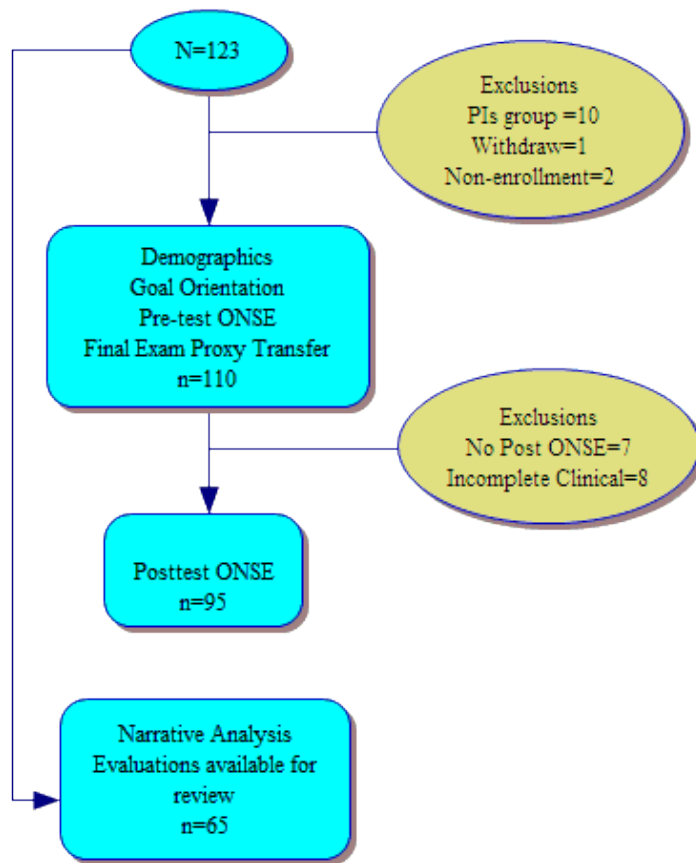 N=123
Exclusions
PIs group =10
Withdraw=1
Non-enrollment=2
Demographics
Goal Orientation
Pre-test ONSE
Final Exam Proxy Transfer
n=110
Exclusions
No Post ONSE=7
Incomplete Clinical=8
Posttest ONSE
n=95
Narrative Analysis
Evaluations available for
review
n=65